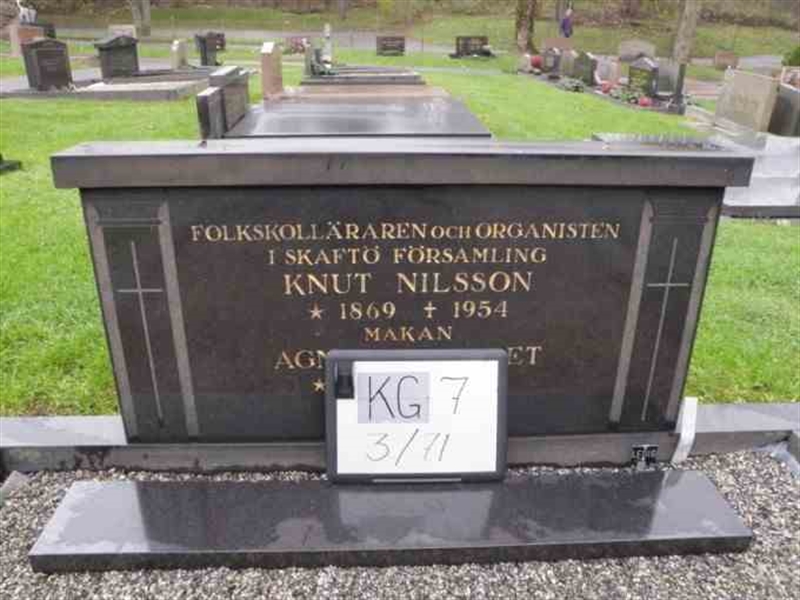 FOLKSKOLLÄRAREN OCH ORGANISTEN
I SKAFTÖ FÖRSAMLING
KNUT NILSSON
★ 1869 ✝ 1954
MAKAN
★
KG 7
3/71